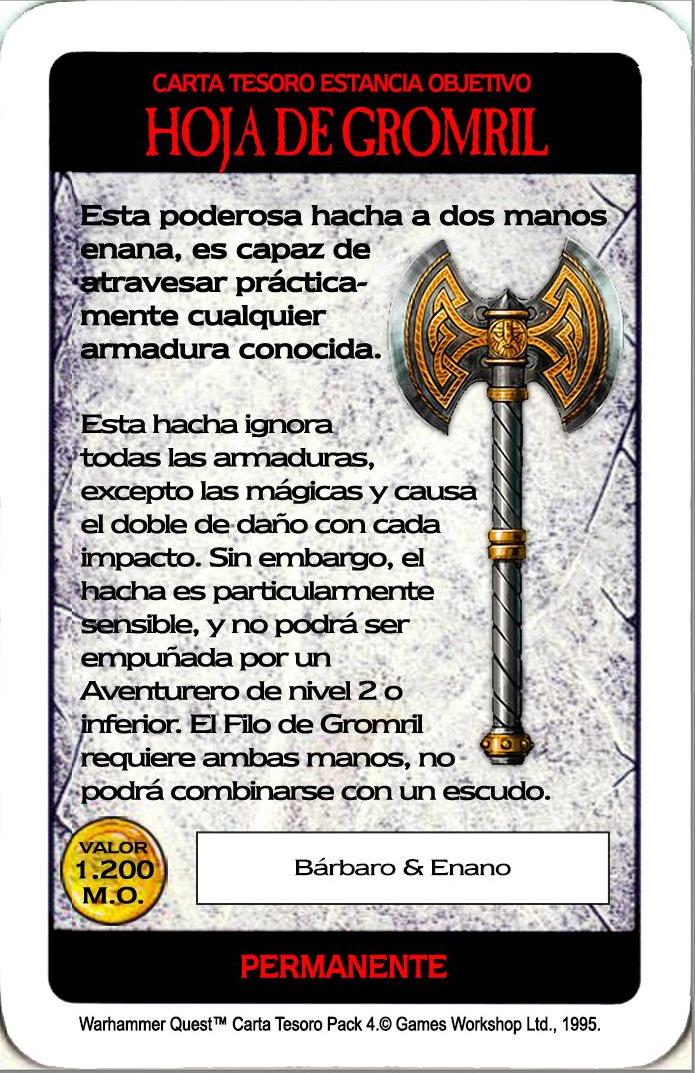 CARTA TESORO ESTANCIA OBJETIVO
HOJA DE GROMRIL
Esta poderosa hacha a dos manos
enana, es capaz de
atravesar práctica-
mente cualquier
armadura conocida.
Esta hacha ignora
todas las armaduras,
excepto las mágicas y causa
el doble de daño con cada
impacto. Sin embargo, el
hacha es particularmente
sensible, y no podrá ser
empuñada por un
Aventurero de nivel 2 o
inferior. El Filo de Gromril
requiere ambas manos, no
podrá combinarse con un escudo.
VALOR
1.200
M.O.
Bárbaro & Enano
PERMANENTE
Warhammer Quest™ Carta Tesoro Pack 4.© Games Workshop Ltd., 1995.